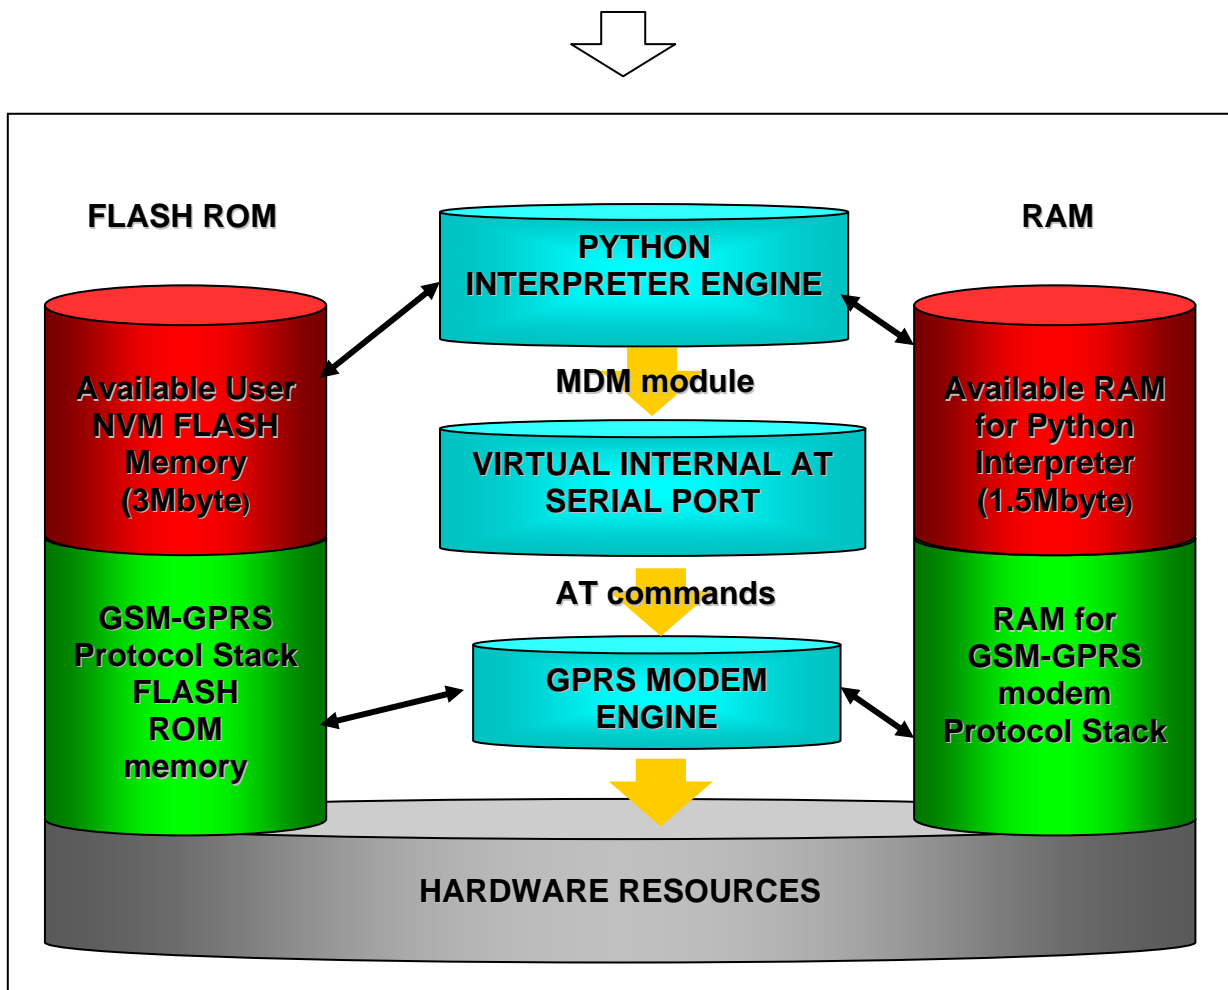 FLASH ROM
Available User
NVM FLASH
Memory
(3Mbyte)
GSM-GPRS
Protocol Stack
FLASH
ROM
memory
PYTHON
INTERPRETER ENGINE
MDM module
VIRTUAL INTERNAL AT
SERIAL PORT
AT commands
GPRS MODEM
ENGINE
RAM
Available RAM
for Python
Interpreter
(1.5Mbyte)
RAM for
GSM-GPRS
modem
Protocol Stack
HARDWARE RESOURCES